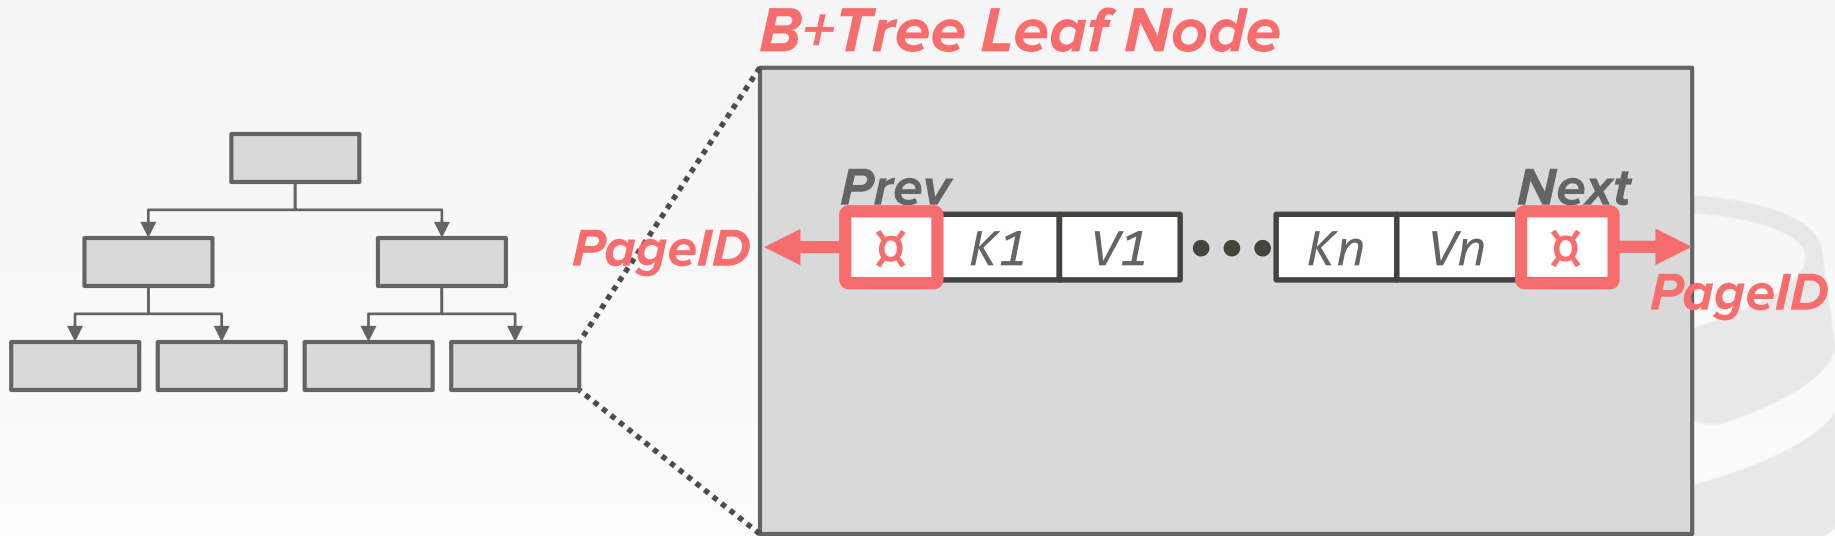 B+Tree Leaf Node
Prev Next
PageID ¤ K1 V1 ••• Kn Vn ¤
PageID